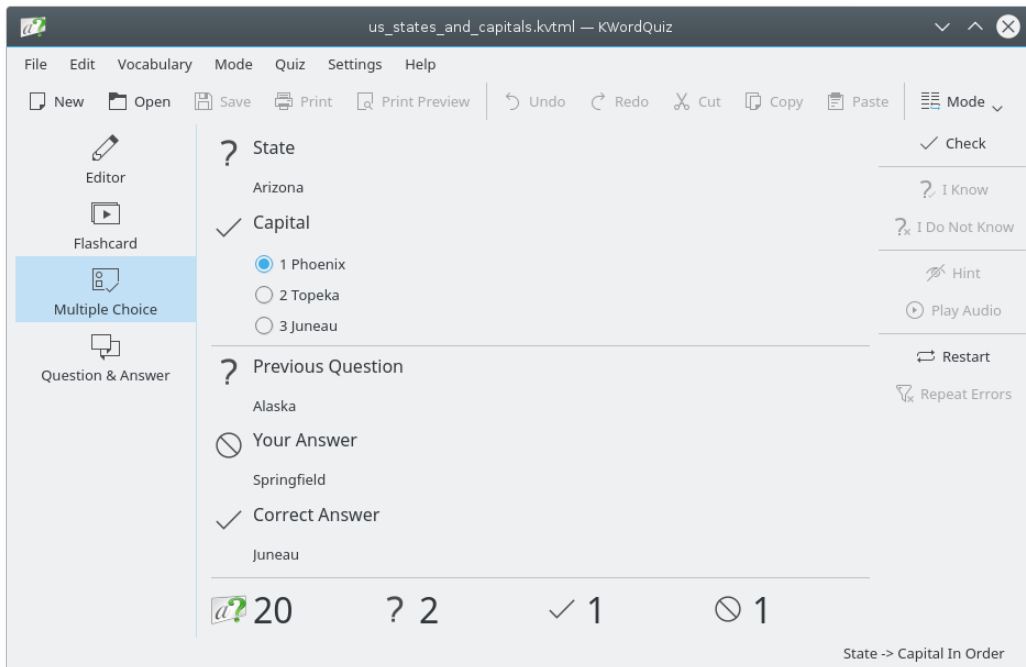 us_states_and_capitals.kvtml — KWordQuiz
File Edit Vocabulary Mode Quiz Settings Help
New Open Save Print Print Preview Undo Redo Cut Copy Paste Mode
Editor
Flashcard
Multiple Choice
Question & Answer
? State
Arizona
Capital
1 Phoenix
2 Topeka
3 Juneau
? Previous Question
Alaska
Your Answer
Springfield
Correct Answer
Juneau
a? 20 ? 2 1 1
Check
I Know
I Do Not Know
Hint
Play Audio
Restart
Repeat Errors
State -> Capital In Order